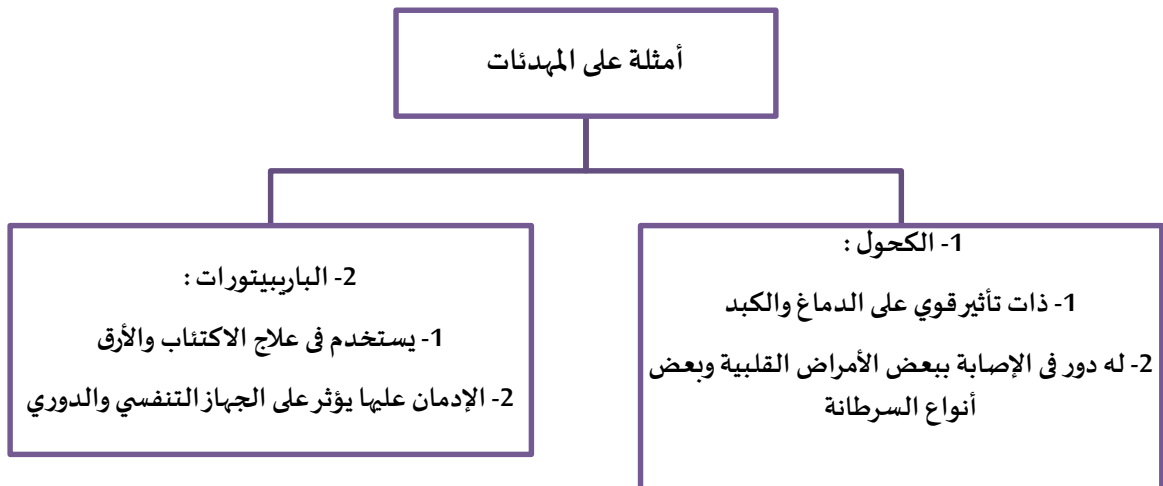 أمثلة على المهدئات
1- الكحول :
1- ذات تأثير قوي على الدماغ والكبد
2- له دور فى الإصابة ببعض الأمراض القلبية وبعض
أنواع السرطانة
2- الباربيتورات :
1- يستخدم فى علاج الاكتئاب والأرق
2- الإدمان عليها يؤثر على الجهاز التنفسي والدوري